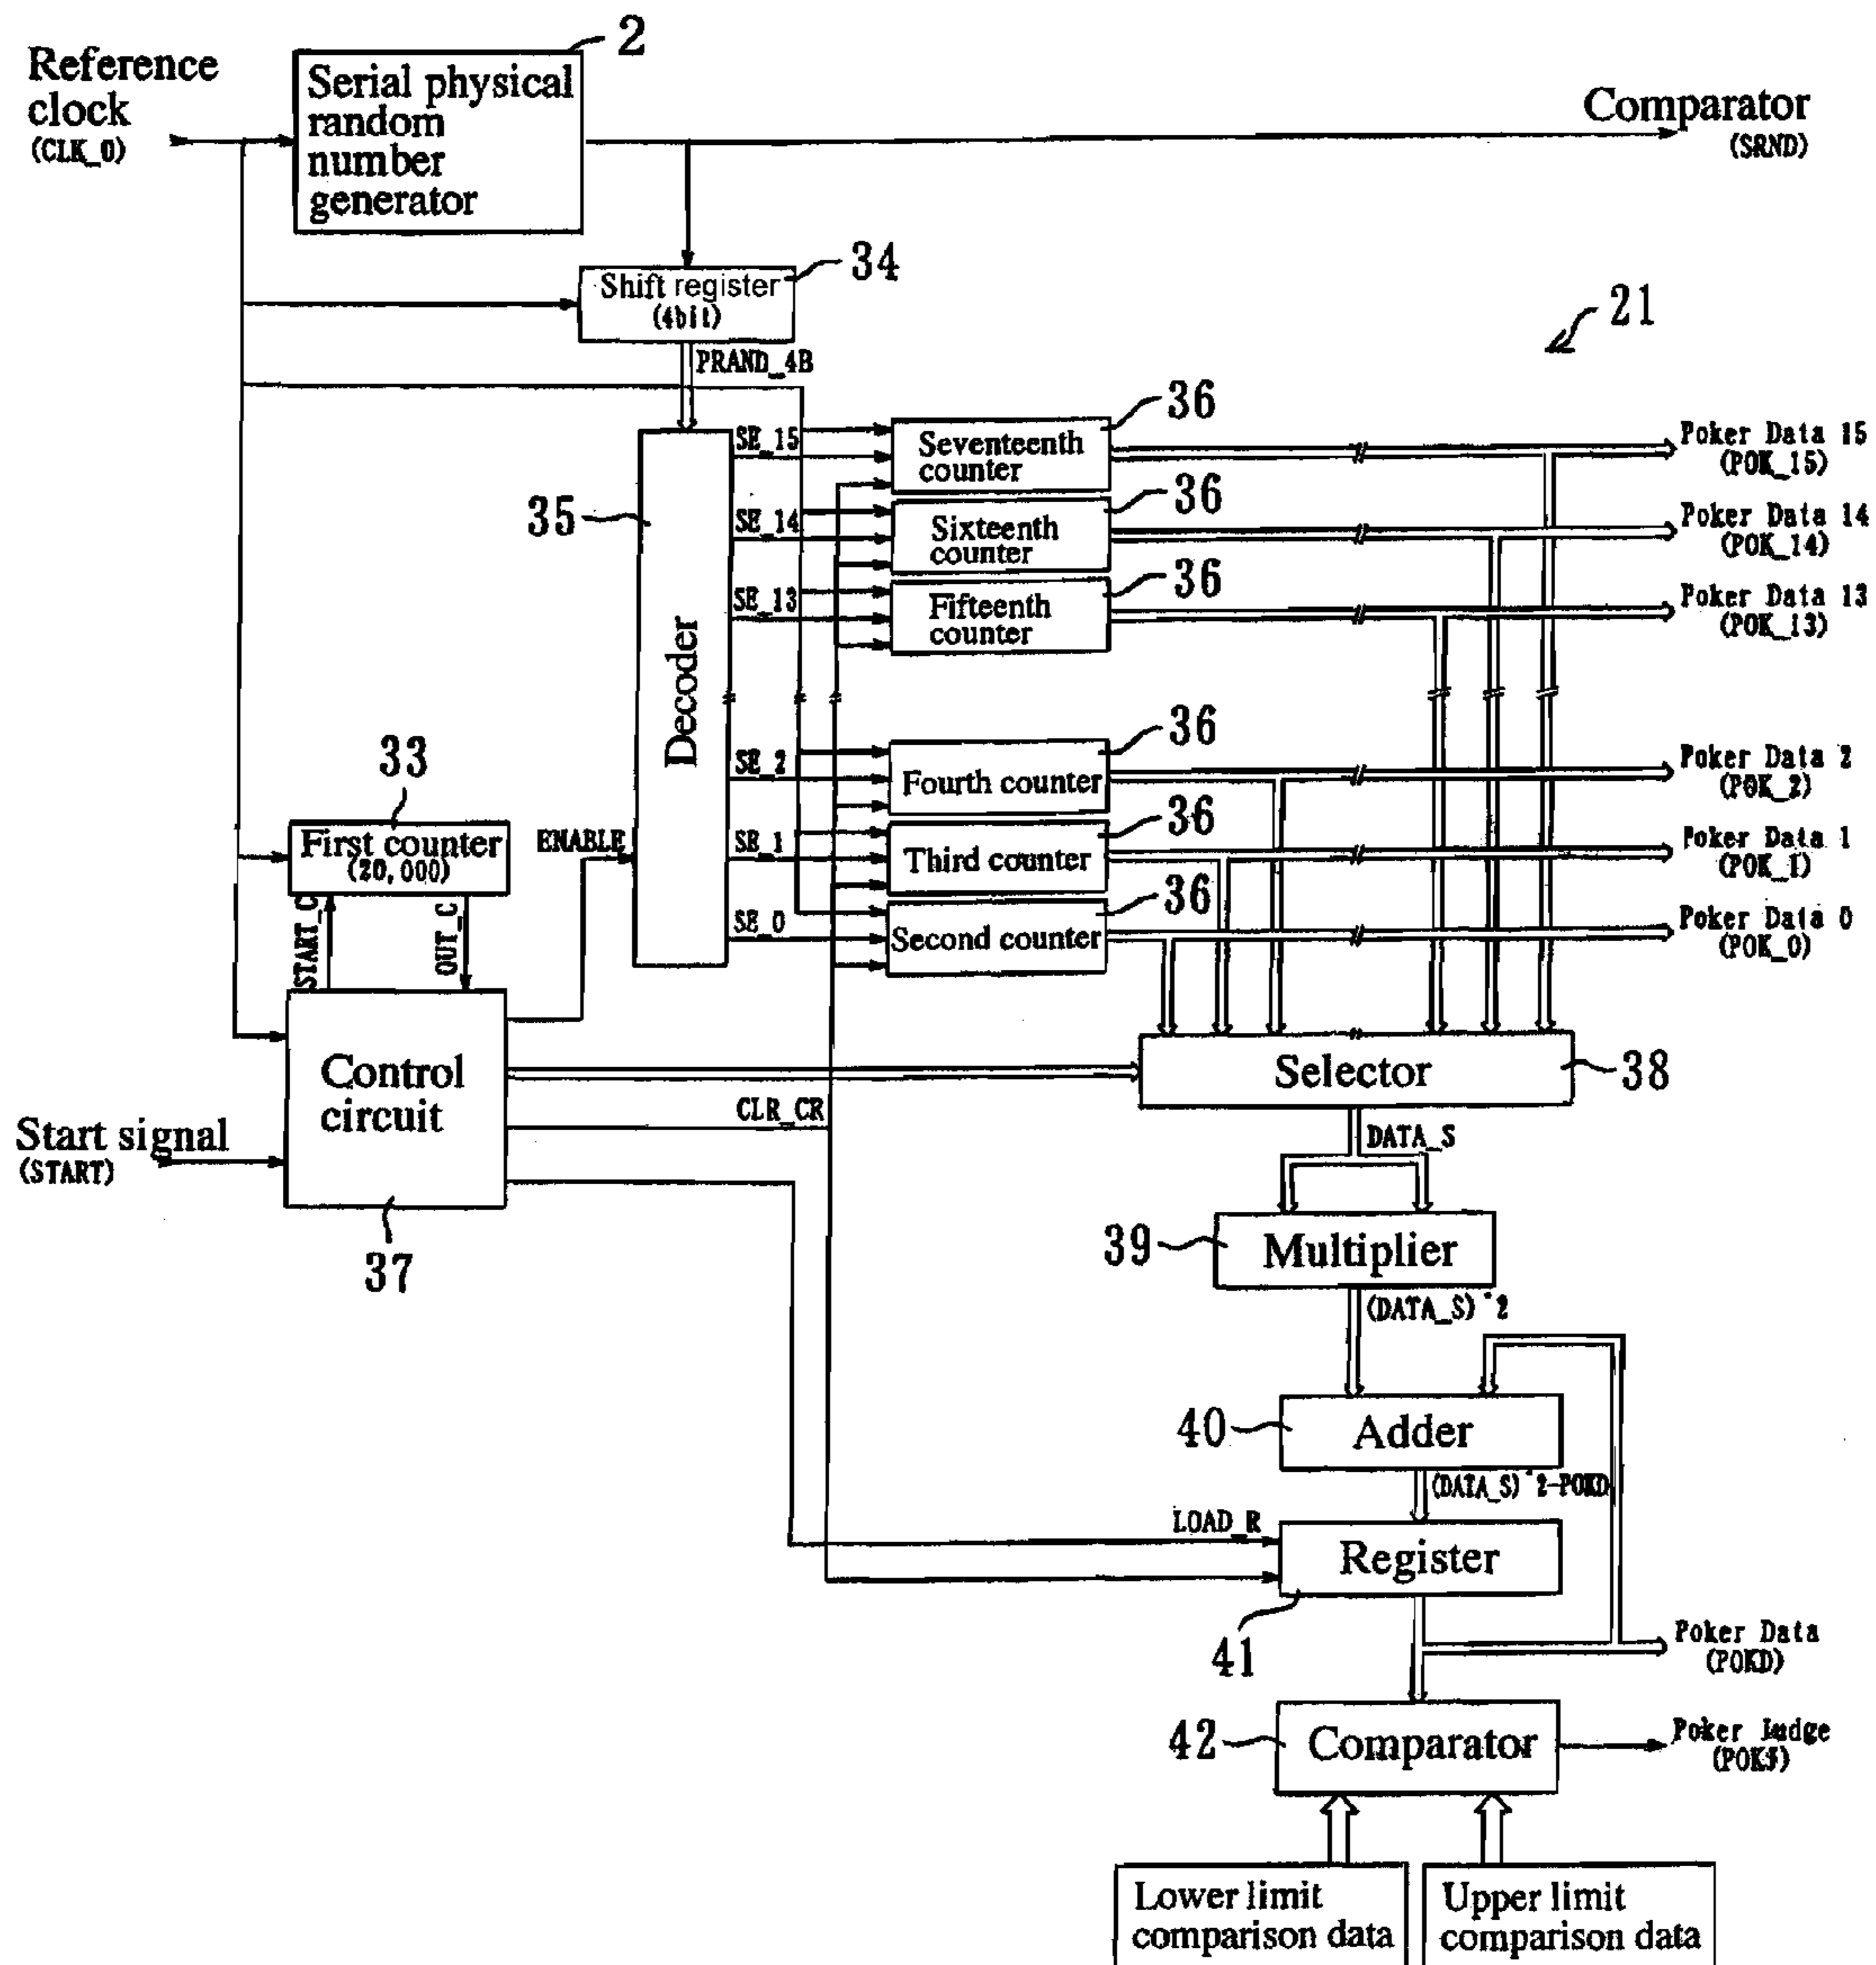 2
Reference
clock
(CLK_0)
Serial physical
random
number
generator
Comparator
(SRND)
34
Shift register
(4bit)
21
PRAND_4B
36
SE_15
Seventeenth
counter
Poker Data 15
(POK_15)
36
35
SE_14
Sixteenth
counter
Poker Data 14
(POK_14)
36
SE_13
Fifteenth
counter
Poker Data 13
(POK_13)
Decoder
36
SE_2
Fourth counter
Poker Data 2
(POK_2)
33
First counter
(20,000)
ENABLE
36
SE_1
Third counter
Poker Data 1
(POK_1)
36
START_C
OUT_C
SE_0
Second counter
Poker Data 0
(POK_0)
Control
circuit
Selector
38
CLR_CR
Start signal
(START)
DATA_S
37
39
Multiplier
(DATA_S)^2
40
Adder
(DATA_S)^2-POKD
LOAD_R
Register
41
Poker Data
(POKD)
42
Comparator
Poker Judge
(POKJ)
Lower limit
comparison data
Upper limit
comparison data